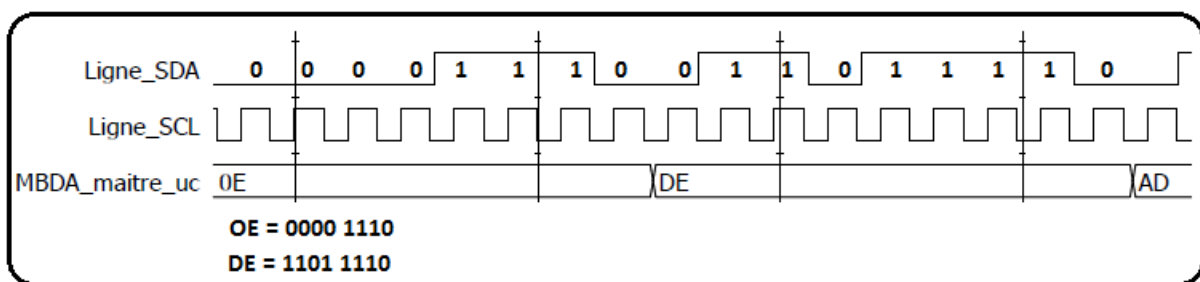 Ligne_SDA 0 0 0 0 1 1 1 0 0 1 1 0 1 1 1 1 0
Ligne_SCL
MBDA_maitre_uc 0E DE AD
OE = 0000 1110
DE = 1101 1110